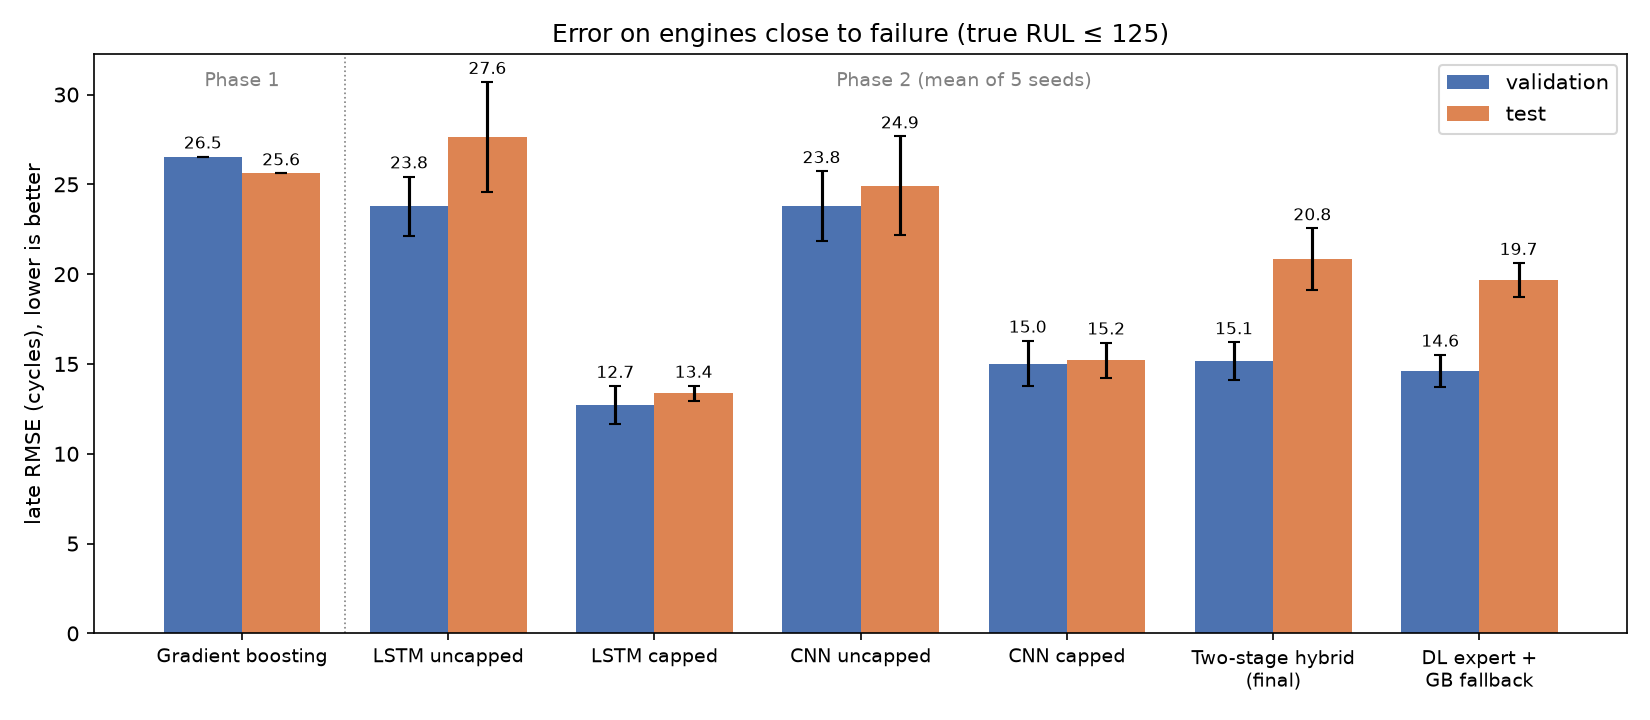 Error on engines close to failure (true RUL ≤ 125)
Phase 1
Phase 2 (mean of 5 seeds)
validation
test
late RMSE (cycles), lower is better
30
25
20
15
10
5
0
26.5
25.6
23.8
27.6
12.7
13.4
23.8
24.9
15.0
15.2
15.1
20.8
14.6
19.7
Gradient boosting
LSTM uncapped
LSTM capped
CNN uncapped
CNN capped
Two-stage hybrid
(final)
DL expert +
GB fallback